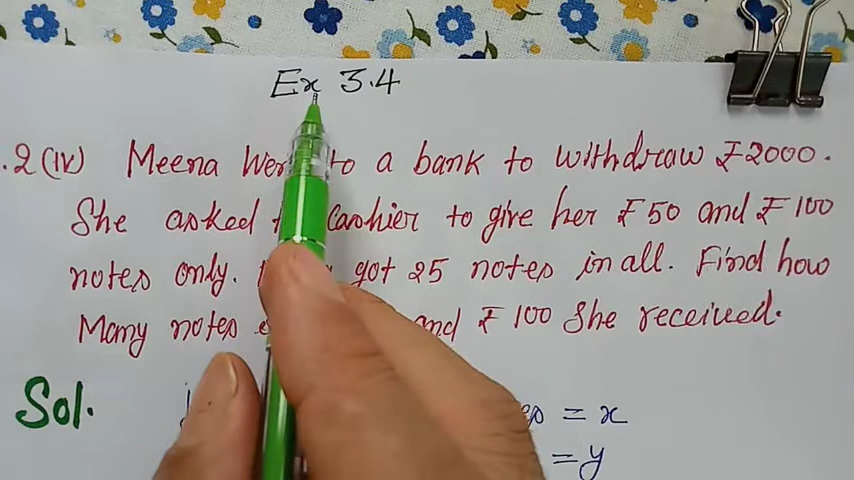 Ex 3.4
.2 (iv) Meena to a bank to withdraw ₹2000.
She asked cashier to give her ₹50 and ₹100
notes only. got 25 notes in all. Find how
Many notes and ₹100 She received.
Sol. = x
= y